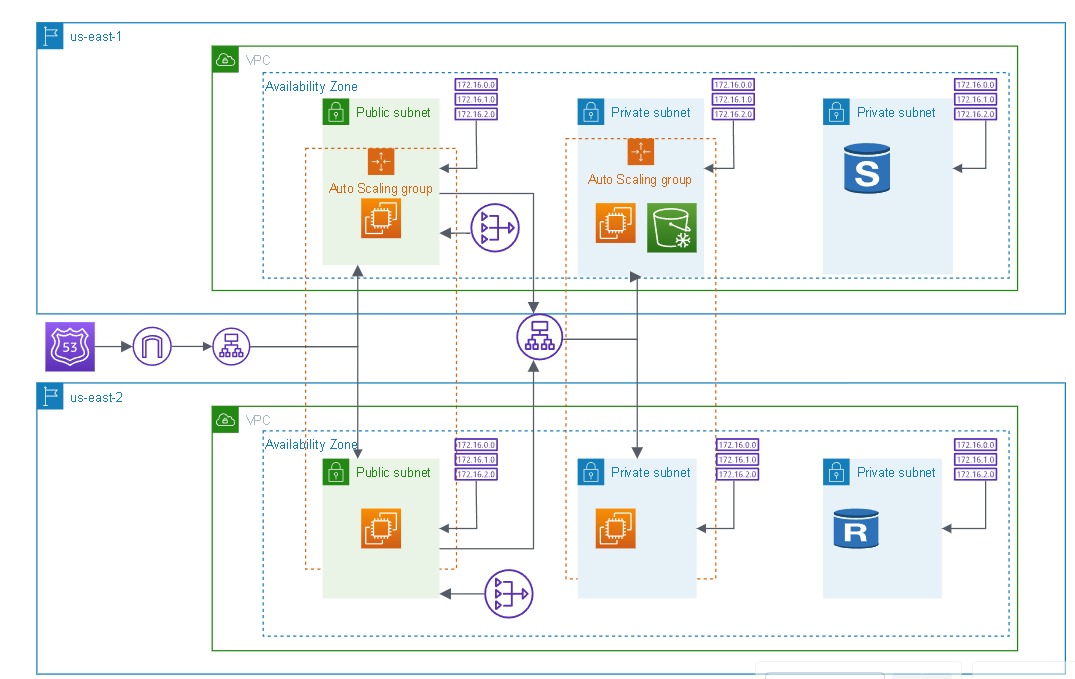 us-east-1
VPC
Availability Zone
172.16.0.0
172.16.1.0
172.16.2.0
Public subnet
172.16.0.0
172.16.1.0
172.16.2.0
Private subnet
172.16.0.0
172.16.1.0
172.16.2.0
Private subnet
Auto Scaling group
Auto Scaling group
S
53
us-east-2
VPC
Availability Zone
172.16.0.0
172.16.1.0
172.16.2.0
Public subnet
172.16.0.0
172.16.1.0
172.16.2.0
Private subnet
172.16.0.0
172.16.1.0
172.16.2.0
Private subnet
R